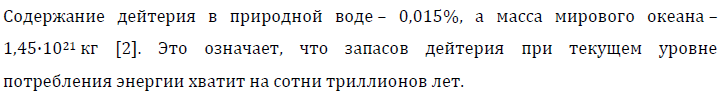 Содержание дейтерия в природной воде – 0,015%, а масса мирового океана –
1,45·10²¹ кг [2]. Это означает, что запасов дейтерия при текущем уровне
потребления энергии хватит на сотни триллионов лет.